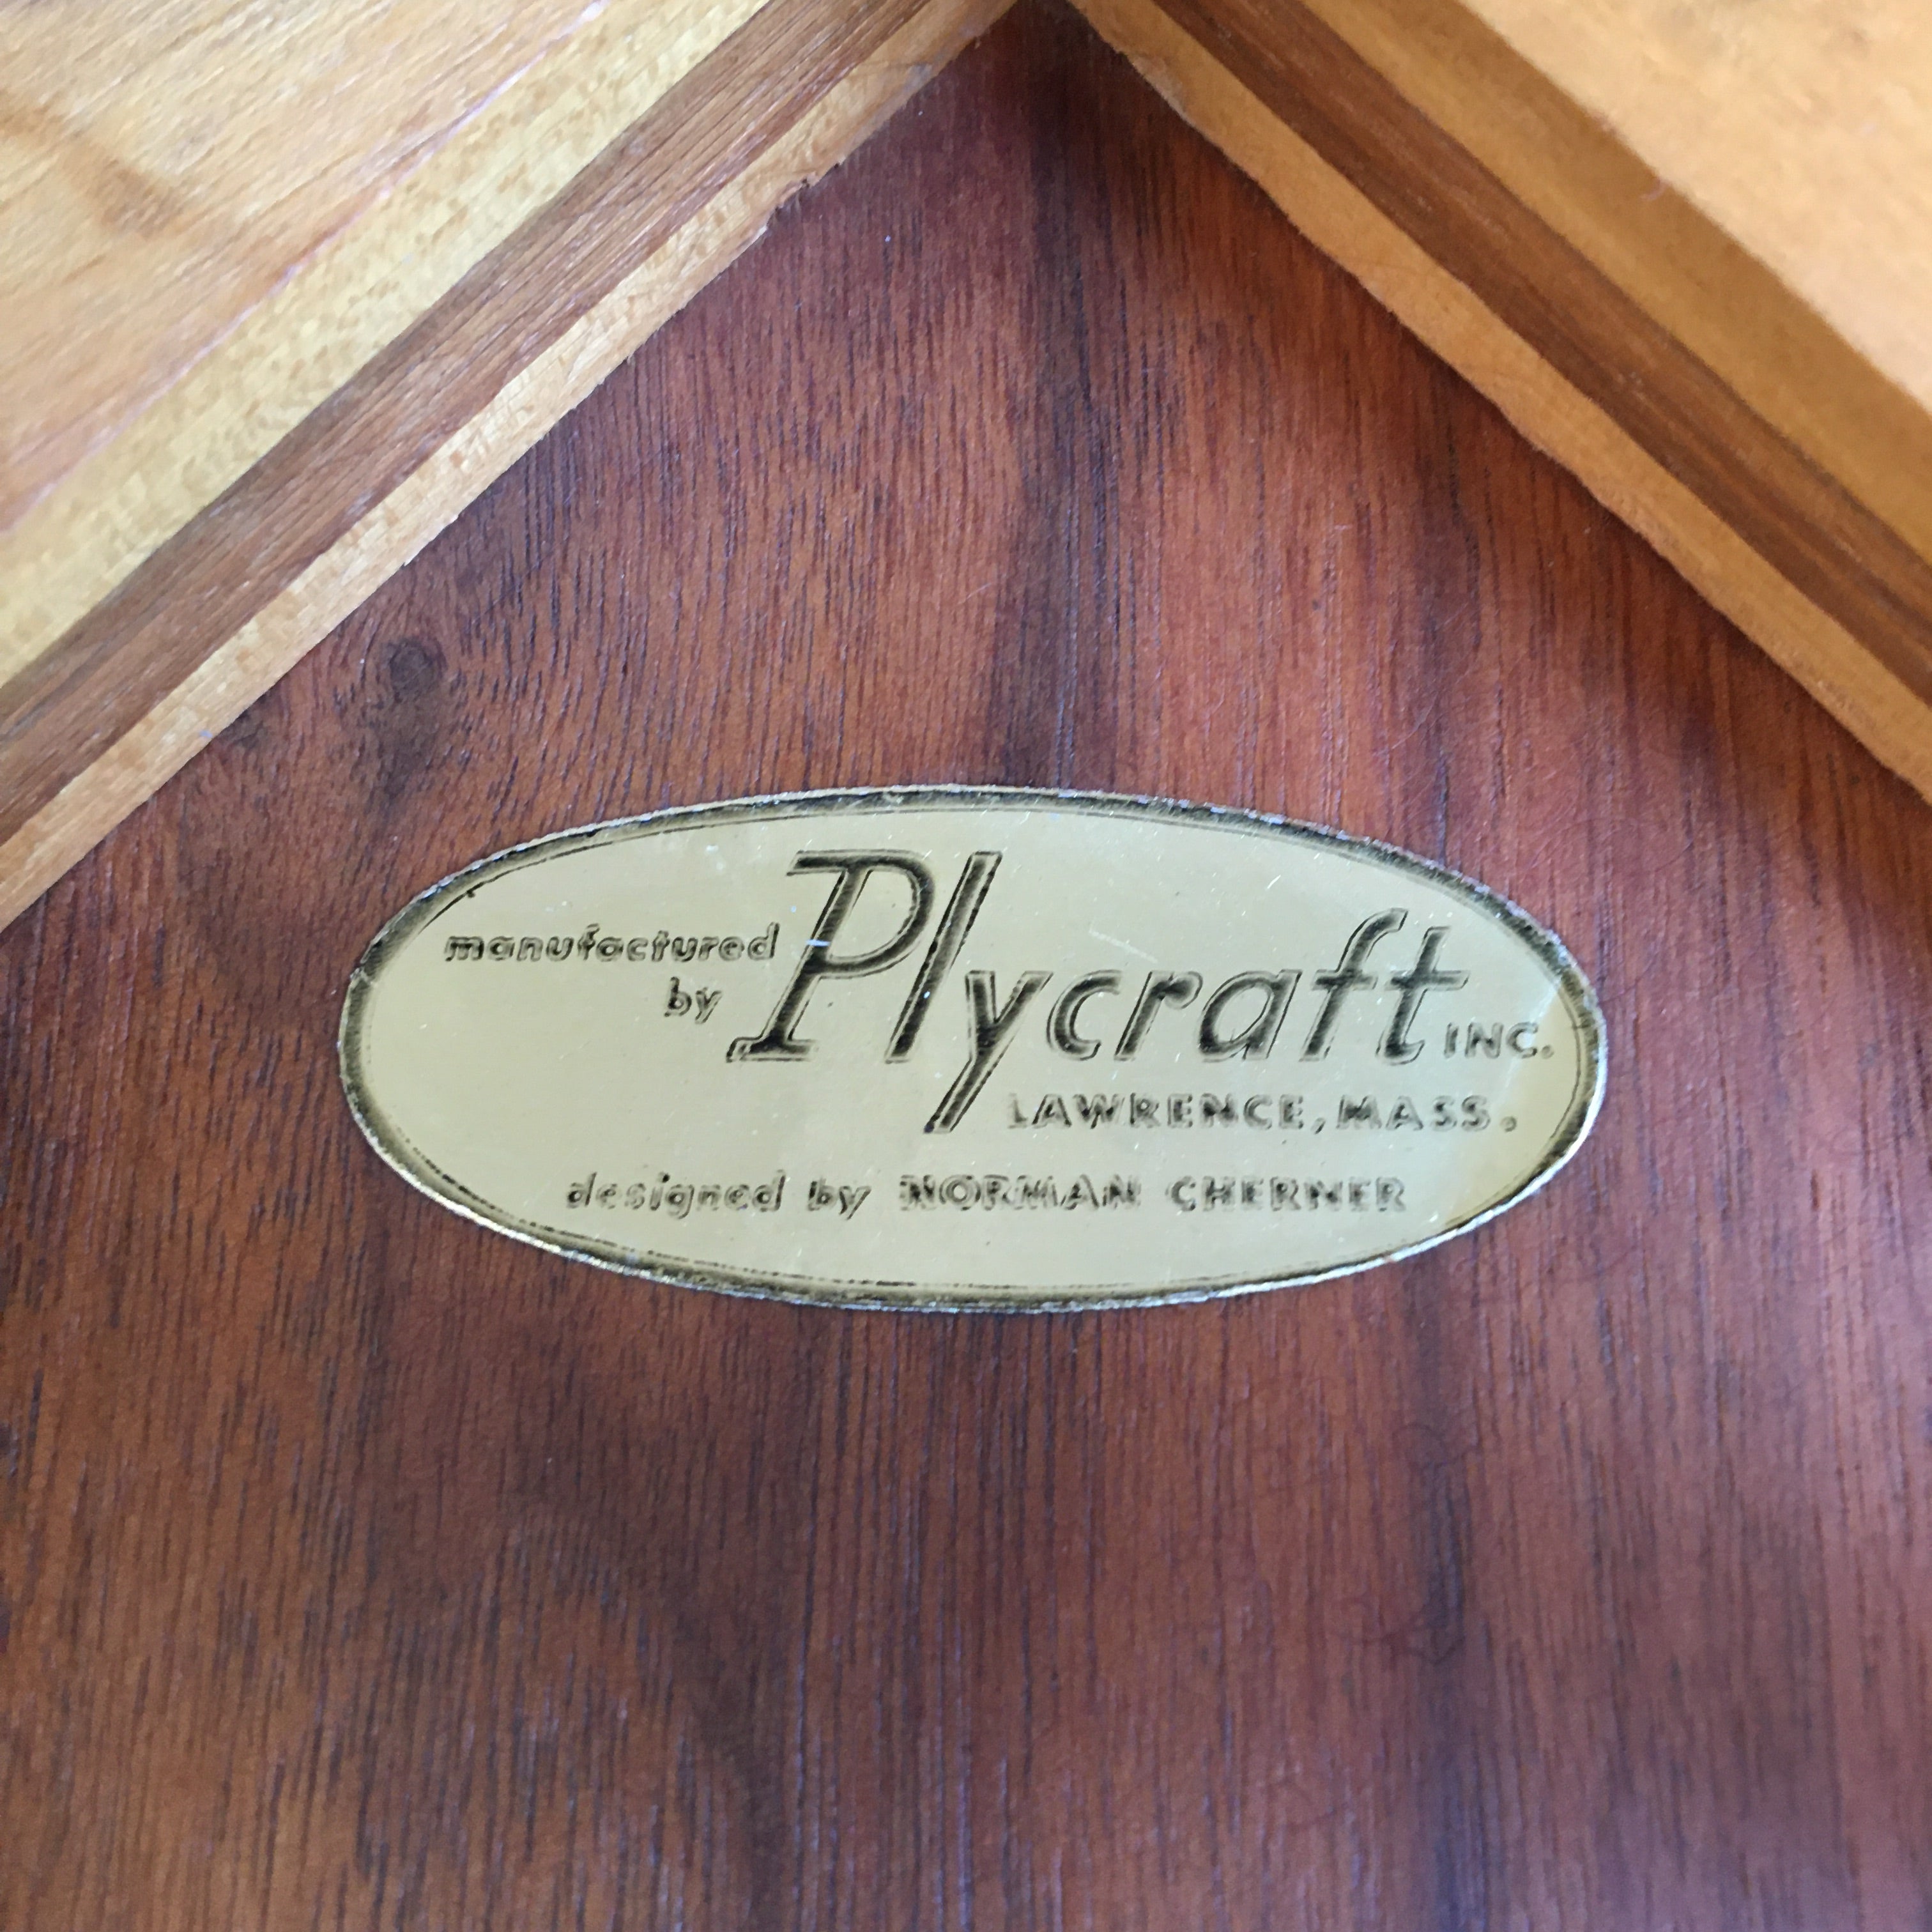 manufactured
by Plycraft INC.
LAWRENCE, MASS.
designed by NORMAN CHERNER